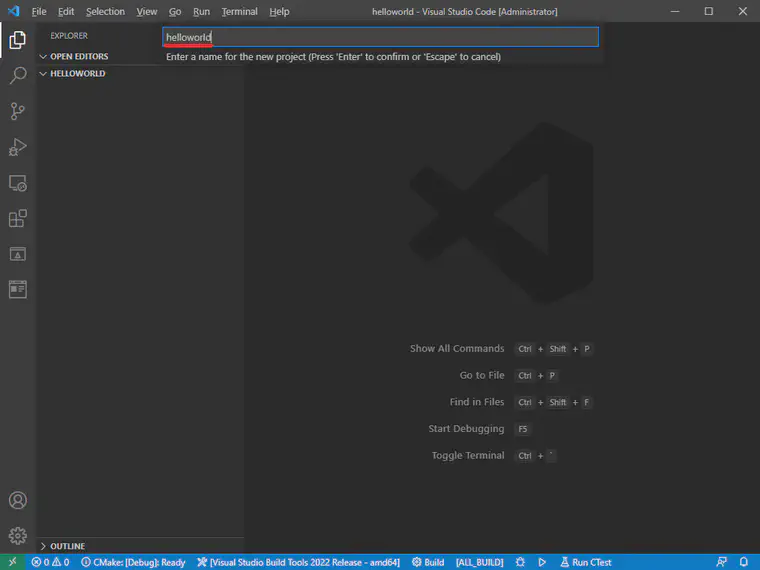 File Edit Selection View Go Run Terminal Help helloworld - Visual Studio Code [Administrator]
EXPLORER
helloworld
Enter a name for the new project (Press 'Enter' to confirm or 'Escape' to cancel)
OPEN EDITORS
HELLOWORLD
Show All Commands Ctrl + Shift + P
Go to File Ctrl + P
Find in Files Ctrl + Shift + F
Start Debugging F5
Toggle Terminal Ctrl + `
OUTLINE
0 0 CMake: [Debug]: Ready [Visual Studio Build Tools 2022 Release - amd64] Build [ALL_BUILD] Run CTest